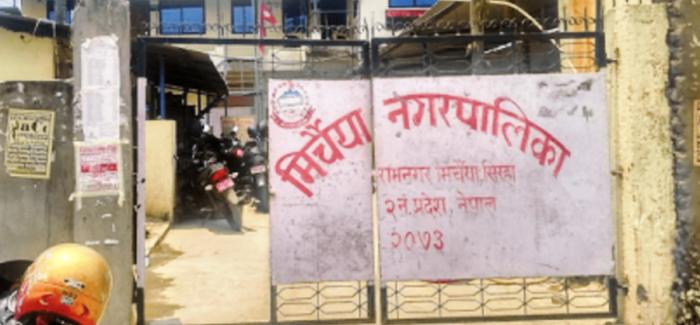 मिर्चैया नगरपालिका
रामनगर मिर्चैया, सिरहा
२ नं. प्रदेश, नेपाल
२०७३